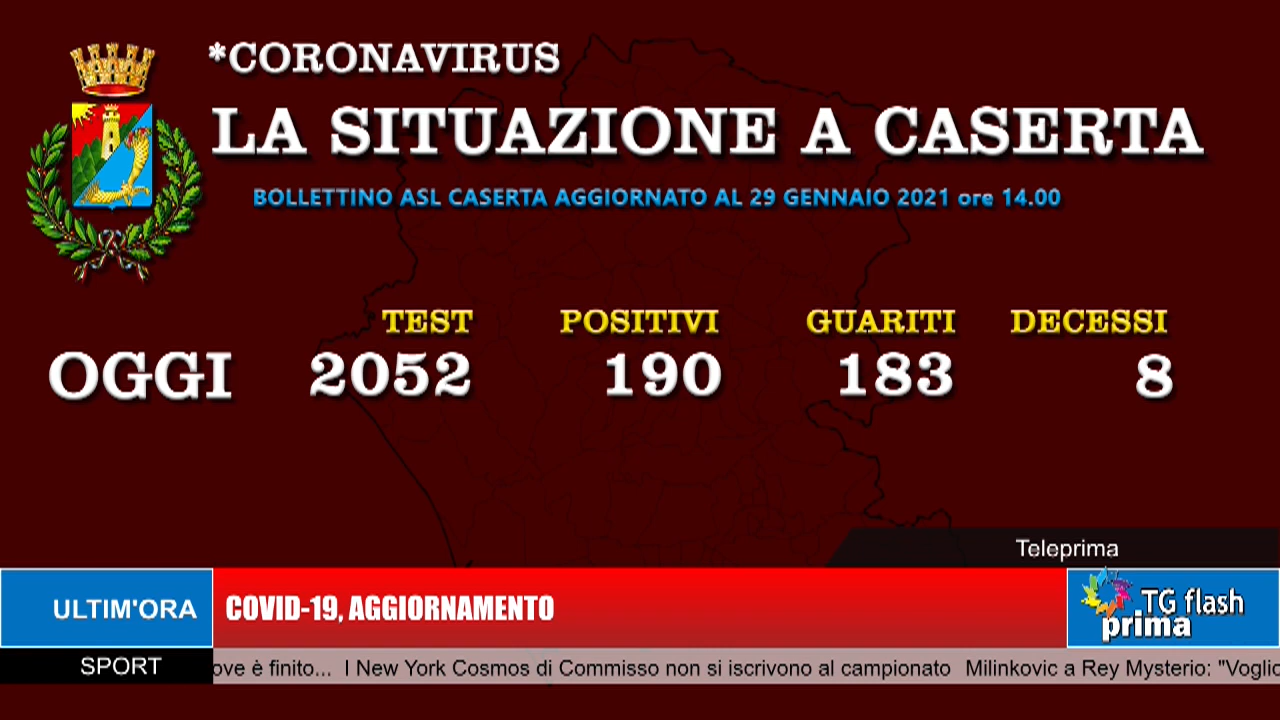 *CORONAVIRUS
LA SITUAZIONE A CASERTA
BOLLETTINO ASL CASERTA AGGIORNATO AL 29 GENNAIO 2021 ore 14.00
TEST POSITIVI GUARITI DECESSI
OGGI 2052 190 183 8
Teleprima
ULTIM'ORA COVID-19, AGGIORNAMENTO
TG flash
prima
SPORT ove è finito... I New York Cosmos di Commisso non si iscrivono al campionato Milinkovic a Rey Mysterio: "Voglio